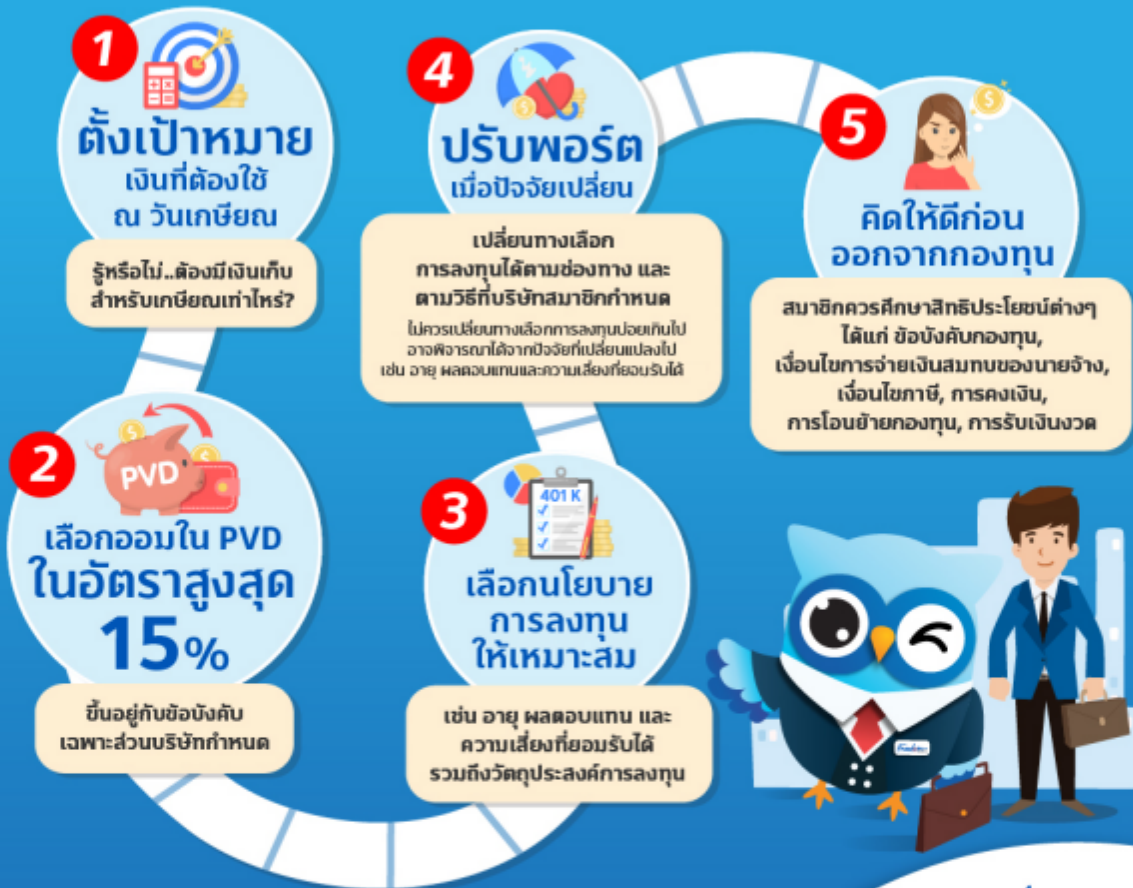 1
ตั้งเป้าหมาย
เงินที่ต้องใช้
ณ วันเกษียณ
รู้หรือไม่..ต้องมีเงินเก็บ
สำหรับเกษียณเท่าไหร่?
2
PVD
เลือกออมใน PVD
ในอัตราสูงสุด
15%
ขึ้นอยู่กับข้อบังคับ
เฉพาะส่วนบริษัทกำหนด
3
401 K
เลือกนโยบาย
การลงทุน
ให้เหมาะสม
เช่น อายุ ผลตอบแทน และ
ความเสี่ยงที่ยอมรับได้
รวมถึงวัตถุประสงค์การลงทุน
4
ปรับพอร์ต
เมื่อปัจจัยเปลี่ยน
เปลี่ยนทางเลือก
การลงทุนได้ตามช่องทาง และ
ตามวิธีที่บริษัทสมาชิกกำหนด
ไม่ควรเปลี่ยนทางเลือกการลงทุนบ่อยเกินไป
อาจพิจารณาได้จากปัจจัยที่เปลี่ยนแปลงไป
เช่น อายุ ผลตอบแทนและความเสี่ยงที่ยอมรับได้
5
คิดให้ดีก่อน
ออกจากกองทุน
สมาชิกควรศึกษาสิทธิประโยชน์ต่างๆ
ได้แก่ ข้อบังคับกองทุน,
เงื่อนไขการจ่ายเงินสมทบของนายจ้าง,
เงื่อนไขภาษี, การคงเงิน,
การโอนย้ายกองทุน, การรับเงินงวด